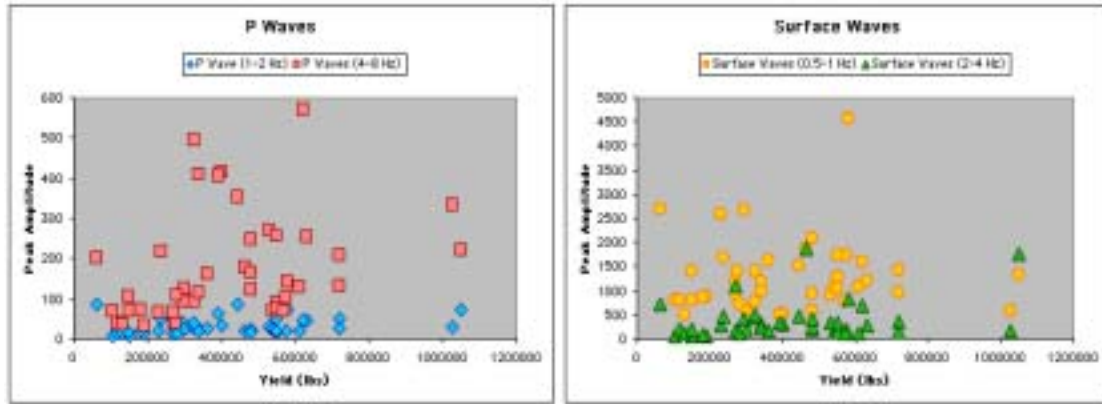 P Waves
P Wave (1-2 Hz) P Waves (4-8 Hz)
600
500
400
300
200
100
0
Peak Amplitude
0 200000 400000 600000 800000 1000000 1200000
Yield (lbs)
Surface Waves
Surface Waves (0.5-1 Hz) Surface Waves (2-4 Hz)
5000
4500
4000
3500
3000
2500
2000
1500
1000
500
0
Peak Amplitude
0 200000 400000 600000 800000 1000000 1200000
Yield (lbs)